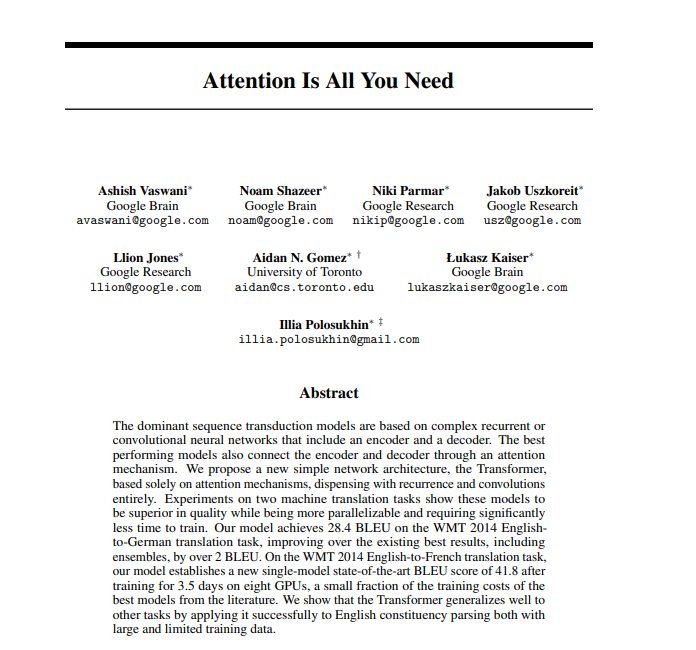 Attention Is All You Need
Ashish Vaswani* Noam Shazeer* Niki Parmar* Jakob Uszkoreit*
Google Brain Google Brain Google Research Google Research
avaswani@google.com noam@google.com nikip@google.com usz@google.com
Llion Jones* Aidan N. Gomez* † Łukasz Kaiser*
Google Research University of Toronto Google Brain
llion@google.com aidan@cs.toronto.edu lukaszkaiser@google.com
Illia Polosukhin* ‡
illia.polosukhin@gmail.com
Abstract
The dominant sequence transduction models are based on complex recurrent or
convolutional neural networks that include an encoder and a decoder. The best
performing models also connect the encoder and decoder through an attention
mechanism. We propose a new simple network architecture, the Transformer,
based solely on attention mechanisms, dispensing with recurrence and convolutions
entirely. Experiments on two machine translation tasks show these models to
be superior in quality while being more parallelizable and requiring significantly
less time to train. Our model achieves 28.4 BLEU on the WMT 2014 English-
to-German translation task, improving over the existing best results, including
ensembles, by over 2 BLEU. On the WMT 2014 English-to-French translation task,
our model establishes a new single-model state-of-the-art BLEU score of 41.8 after
training for 3.5 days on eight GPUs, a small fraction of the training costs of the
best models from the literature. We show that the Transformer generalizes well to
other tasks by applying it successfully to English constituency parsing both with
large and limited training data.